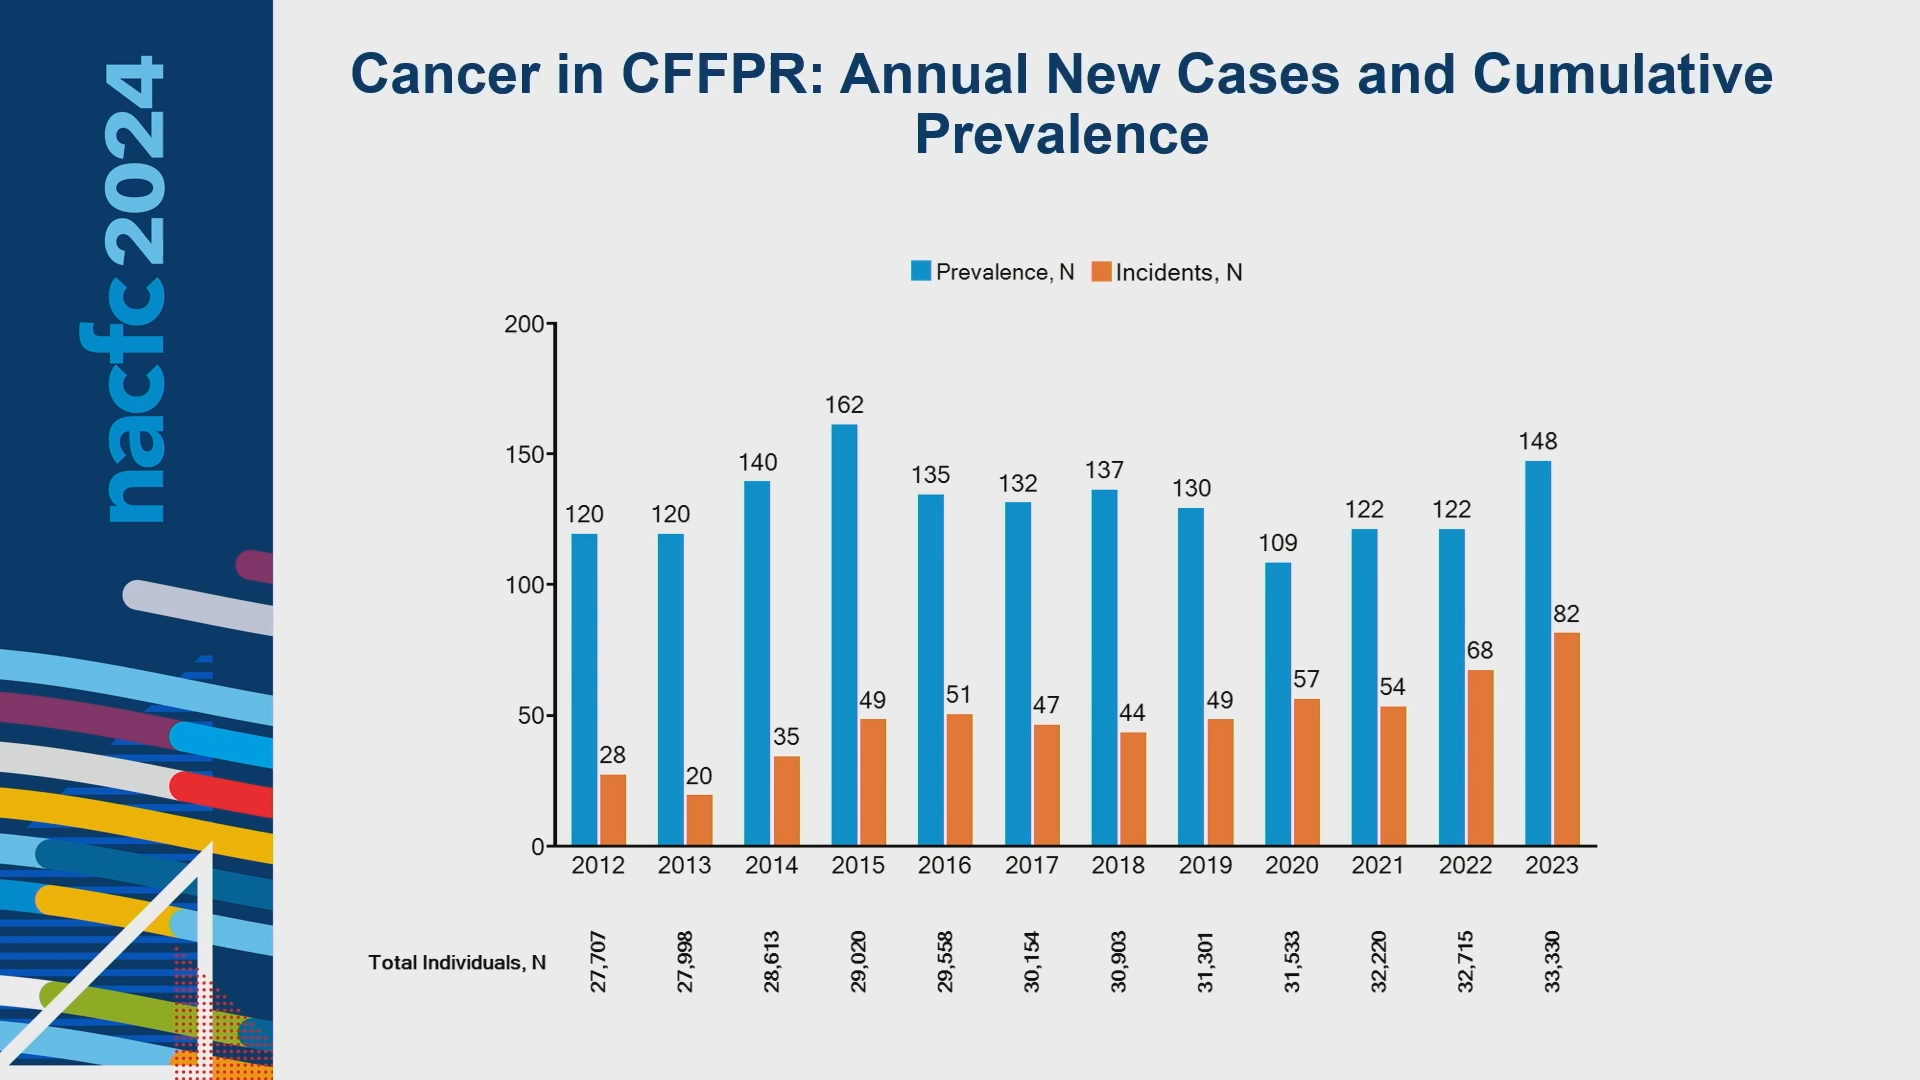 nacfc2024
Cancer in CFFPR: Annual New Cases and Cumulative
Prevalence
Prevalence, N Incidents, N
200
150
100
50
0
120 28
120 20
140 35
162 49
135 51
132 47
137 44
130 49
109 57
122 54
122 68
148 82
2012 2013 2014 2015 2016 2017 2018 2019 2020 2021 2022 2023
Total Individuals, N 27,707 27,998 28,613 29,020 29,558 30,154 30,903 31,301 31,533 32,220 32,715 33,330